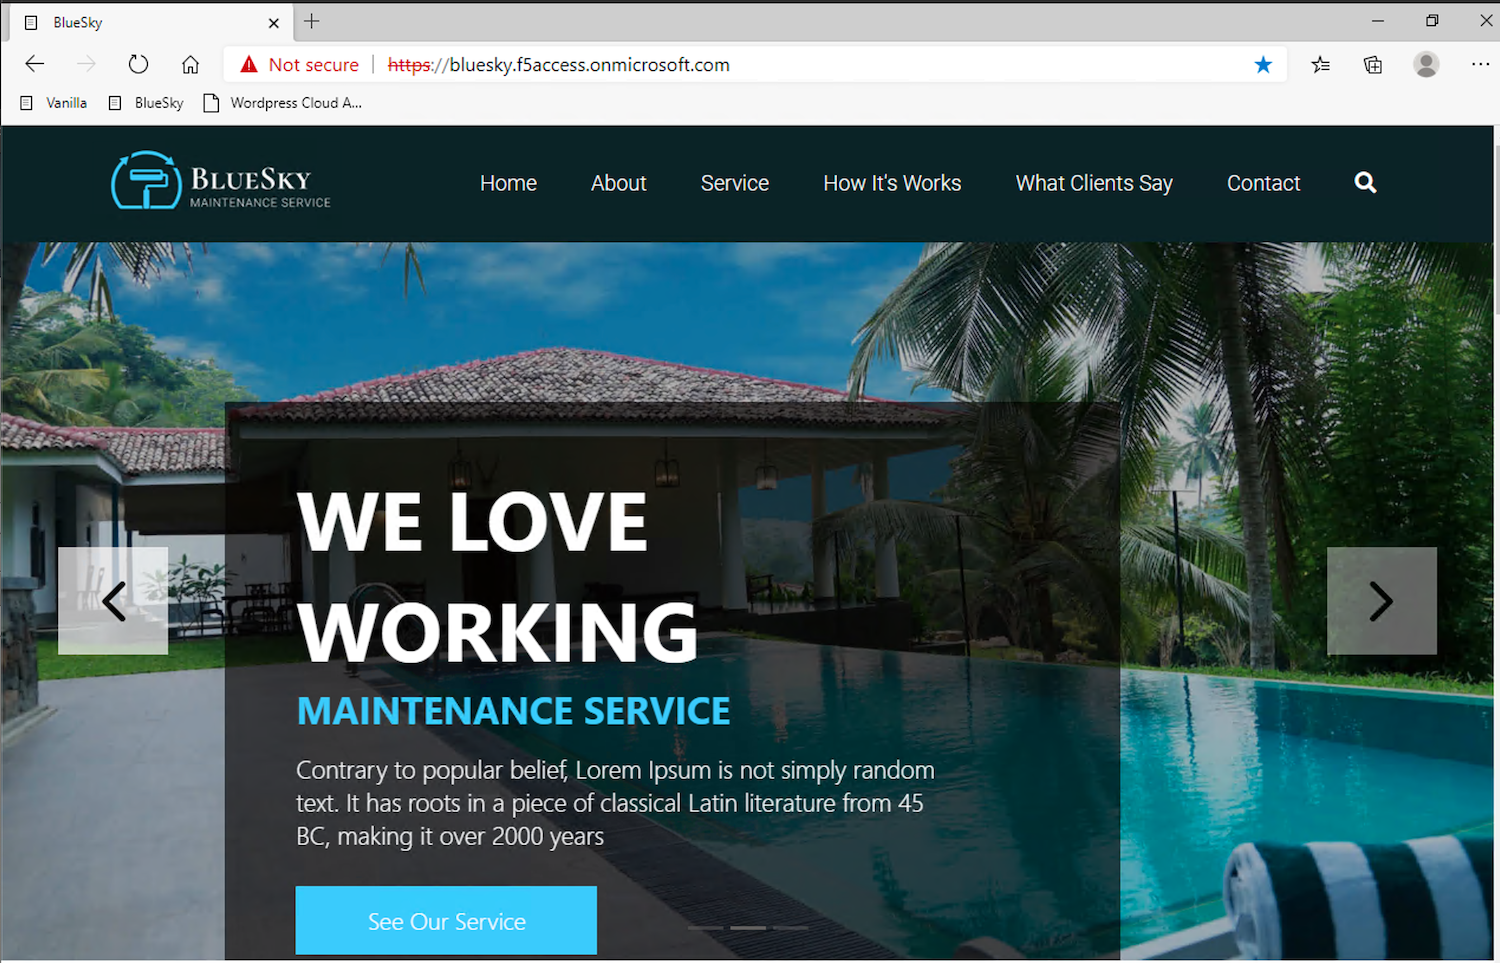 BlueSky
Not secure | https://bluesky.f5access.onmicrosoft.com
Vanilla BlueSky Wordpress Cloud A...
BLUESKY
MAINTENANCE SERVICE
Home About Service How It's Works What Clients Say Contact
WE LOVE
WORKING
MAINTENANCE SERVICE
Contrary to popular belief, Lorem Ipsum is not simply random
text. It has roots in a piece of classical Latin literature from 45
BC, making it over 2000 years
See Our Service